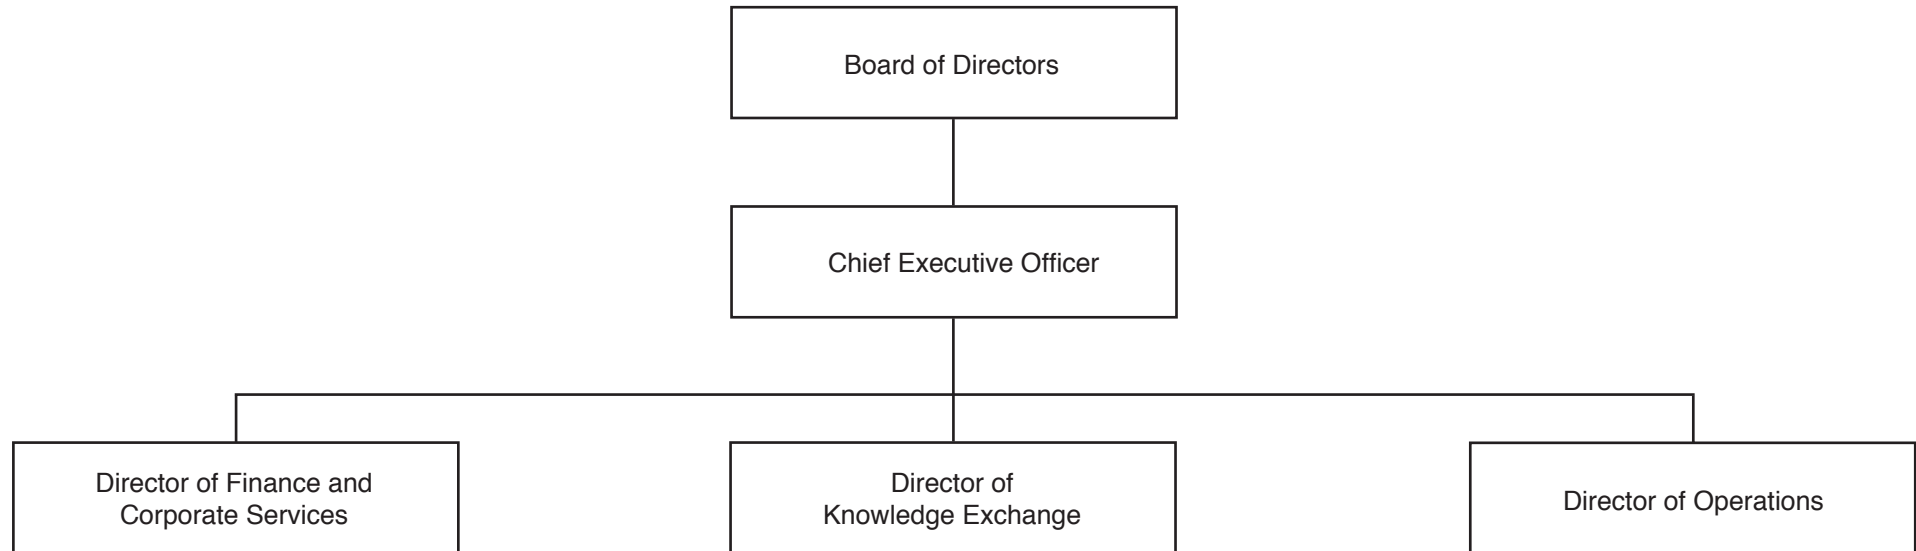 Board of Directors
Chief Executive Officer
Director of Finance and
Corporate Services
Director of
Knowledge Exchange
Director of Operations